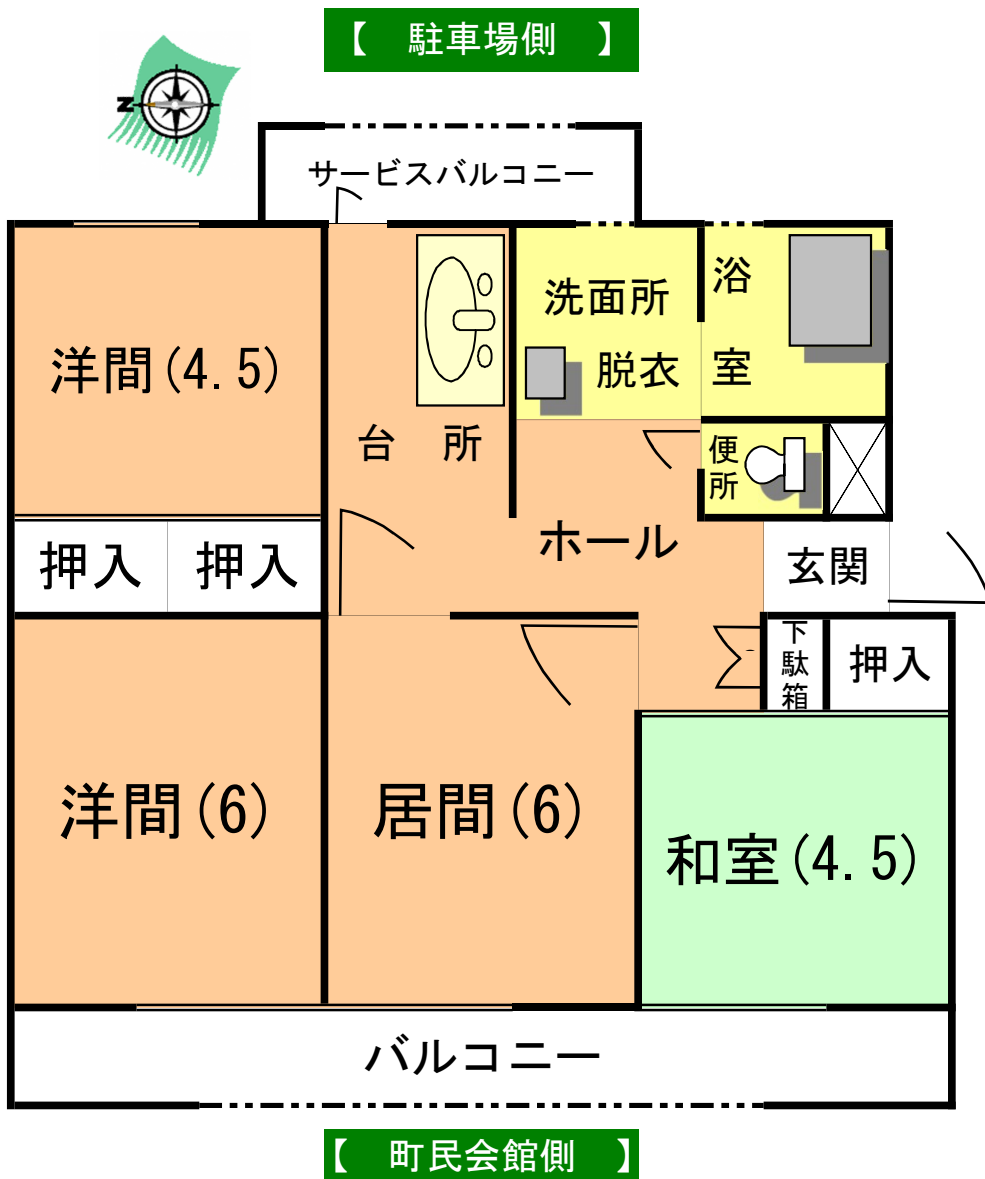 【　駐車場側　】
N
サービスバルコニー
洋間(4.5)
台　所
洗面所
脱衣
浴
室
便
所
押入
押入
ホール
玄関
下
駄
箱
押入
洋間(6)
居間(6)
和室(4.5)
バルコニー
【　町民会館側　】